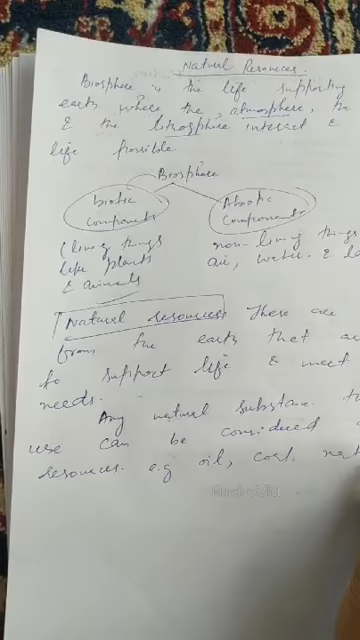 Natural Resources.
Biosphere is the life supporting
earth where the, atmosphere, the
& the lithosphere interact &
life possible
Biosphere
biotic components
Abiotic Components
(living things like plants & animals
non-living things air, water &
Natural resources These are
from the earth that
to support life & meet
needs.
Any natural substance
use can be considered
resources. e.g oil, coal,